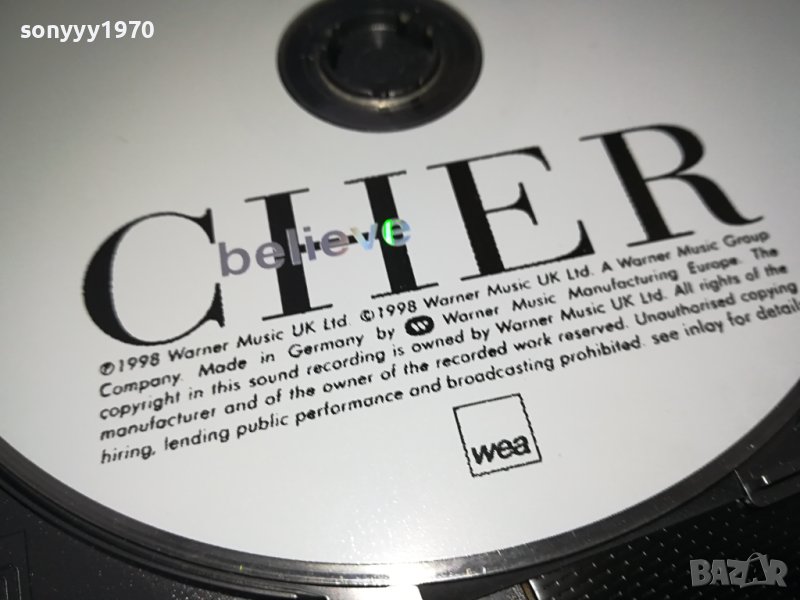 sonyyy1970
CHER
believe
℗1998 Warner Music UK Ltd. ©1998 Warner Music UK Ltd. A Warner Music Group
Company. Made in Germany by Warner Music Manufacturing Europe. The
copyright in this sound recording is owned by Warner Music UK Ltd. All rights of the
manufacturer and of the owner of the recorded work reserved. Unauthorised copying
hiring, lending public performance and broadcasting prohibited. see inlay for details
wea
BAZAR